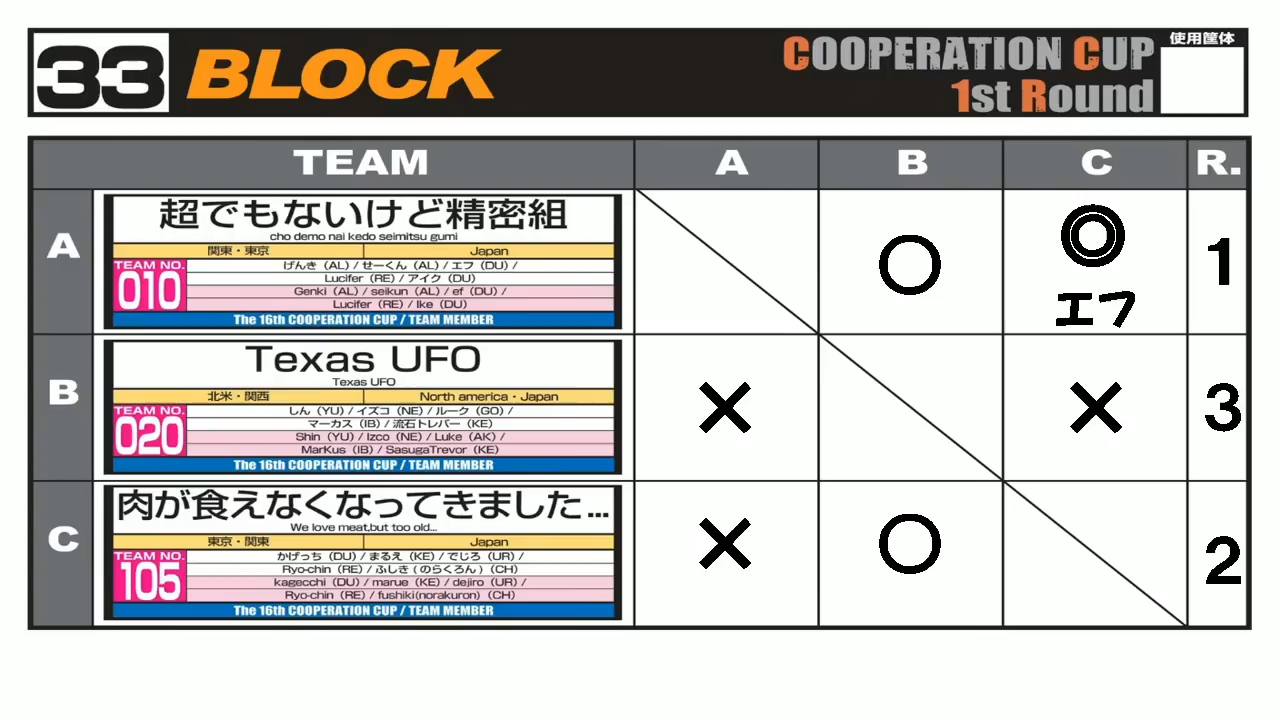 33 BLOCK
COOPERATION CUP
1st ROUND
使用筐体
TEAM A B C R.
A
超でもないけど精密組
cho demo nai kedo seimitsu gumi
関東・東京 Japan
TEAM NO.
010
げんき（AL）/ せーくん（AL）/ エフ（DU）/
Lucifer（RE）/ アイク（DU）
Genki（AL）/ seikun（AL）/ ef（DU）/
Lucifer（RE）/ Ike（DU）
The 16th COOPERATION CUP / TEAM MEMBER
○ ◎ 1
エフ
B
Texas UFO
Texas UFO
北米・関西 North america・Japan
TEAM NO.
020
しん（YU）/ イズコ（NE）/ ルーク（GO）/
マーカス（IB）/ 流石トレバー（KE）
Shin（YU）/ Izco（NE）/ Luke（AK）/
MarKus（IB）/ SasugaTrevor（KE）
The 16th COOPERATION CUP / TEAM MEMBER
× × 3
C
肉が食えなくなってきました...
We love meat,but too old...
東京・関東 Japan
TEAM NO.
105
かげっち（DU）/ まるえ（KE）/ でじろ（UR）/
Ryo-chin（RE）/ ふしき(のらくろん)（CH）
kagecchi（DU）/ marue（KE）/ dejiro（UR）/
Ryo-chin（RE）/ fushiki(norakuron)（CH）
The 16th COOPERATION CUP / TEAM MEMBER
× ○ 2